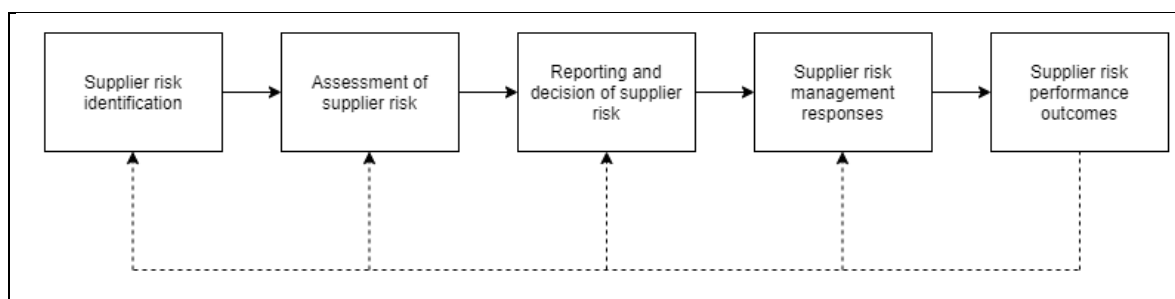 Supplier risk
identification
Assessment of
supplier risk
Reporting and
decision of supplier
risk
Supplier risk
management
responses
Supplier risk
performance
outcomes